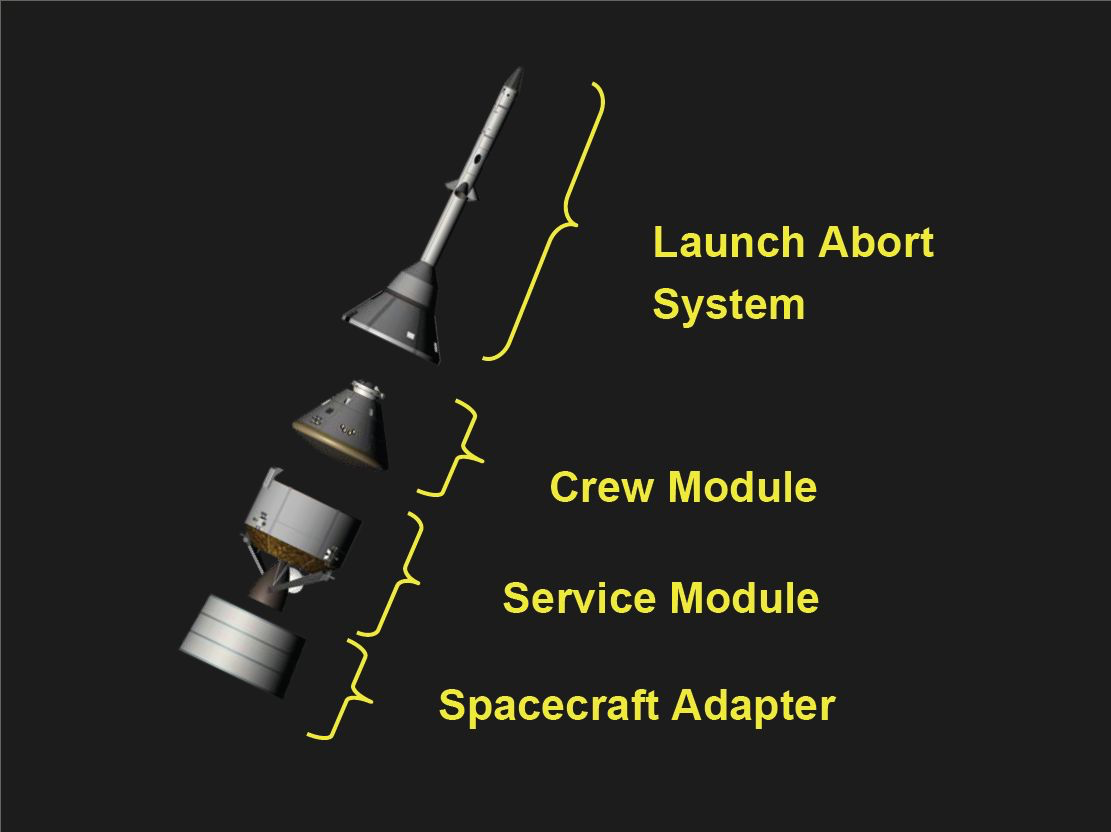 Launch Abort
System
Crew Module
Service Module
Spacecraft Adapter